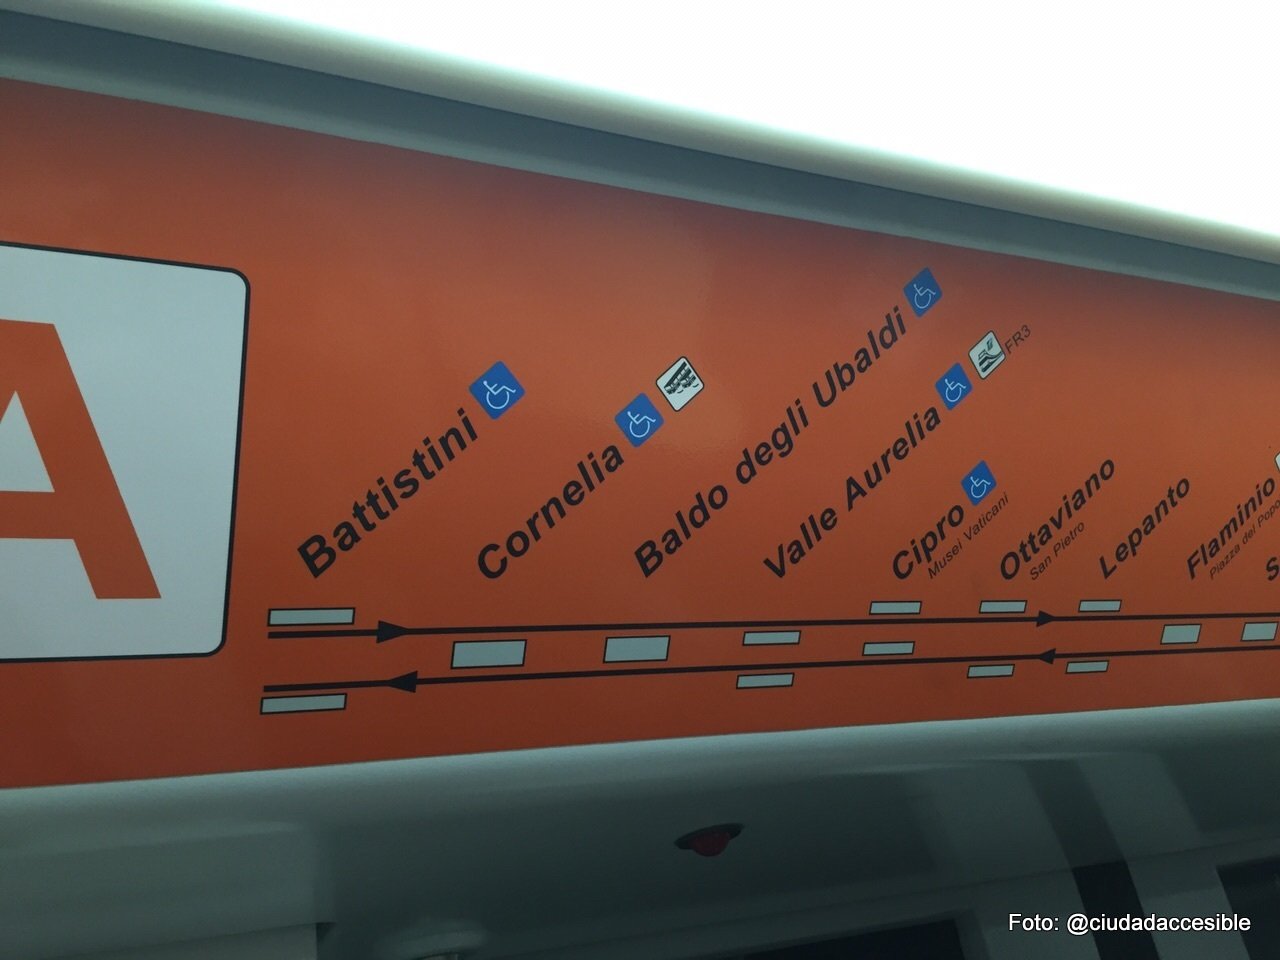 A
Battistini
Cornelia
Baldo degli Ubaldi
Valle Aurelia
FR3
Cipro
Musei Vaticani
Ottaviano
San Pietro
Lepanto
Flaminio
Piazza del
Foto: @ciudadaccesible